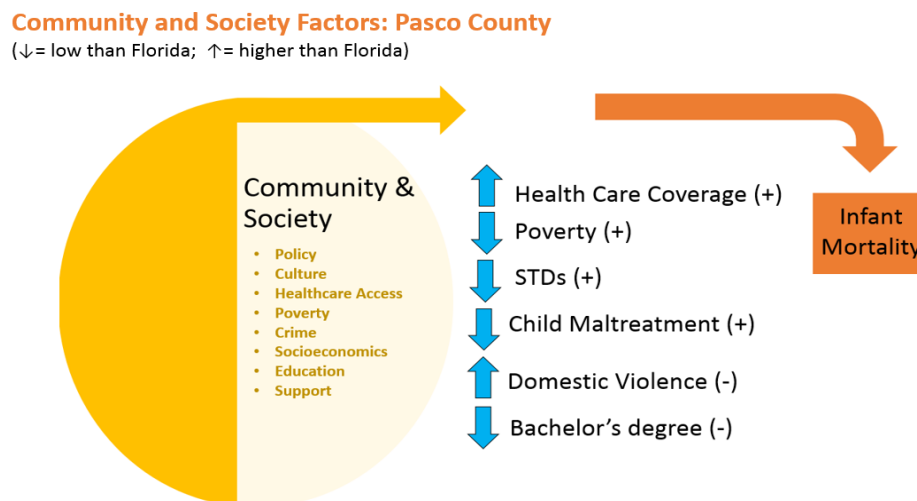 Community and Society Factors: Pasco County
(↓= low than Florida; ↑= higher than Florida)
Community &
Society
• Policy
• Culture
• Healthcare Access
• Poverty
• Crime
• Socioeconomics
• Education
• Support
Health Care Coverage (+)
Poverty (+)
STDs (+)
Child Maltreatment (+)
Domestic Violence (-)
Bachelor’s degree (-)
Infant
Mortality